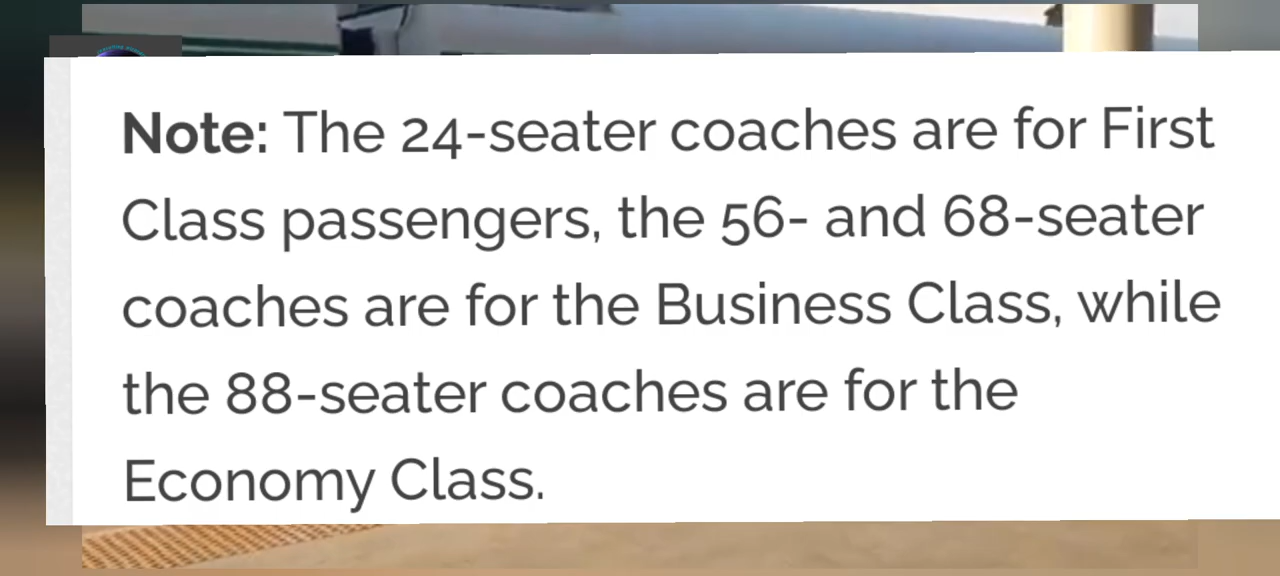 Note: The 24-seater coaches are for First
Class passengers, the 56- and 68-seater
coaches are for the Business Class, while
the 88-seater coaches are for the
Economy Class.